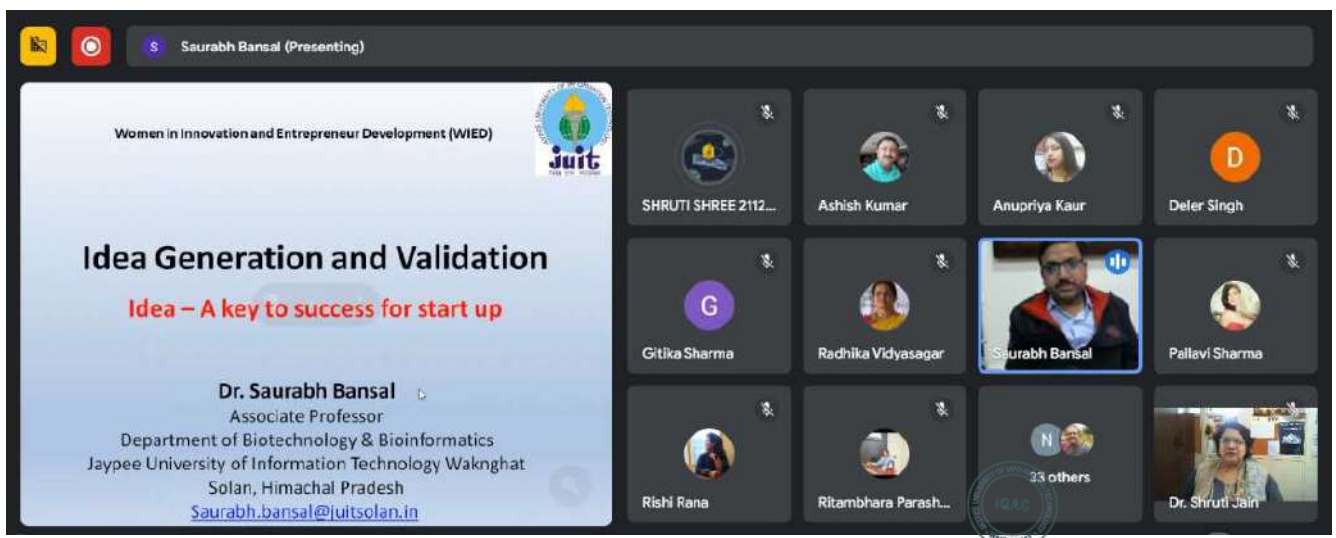 S Saurabh Bansal (Presenting)
Women in Innovation and Entrepreneur Development (WIED)
juit
Idea Generation and Validation
Idea – A key to success for start up
Dr. Saurabh Bansal
Associate Professor
Department of Biotechnology & Bioinformatics
Jaypee University of Information Technology Waknghat
Solan, Himachal Pradesh
Saurabh.bansal@juitsolan.in
SHRUTI SHREE 2112...
Ashish Kumar
Anupriya Kaur
D
Deler Singh
G
Gitika Sharma
Radhika Vidyasagar
Saurabh Bansal
Pallavi Sharma
Rishi Rana
Ritambhara Parash...
N
33 others
IQAC
Dr. Shruti Jain